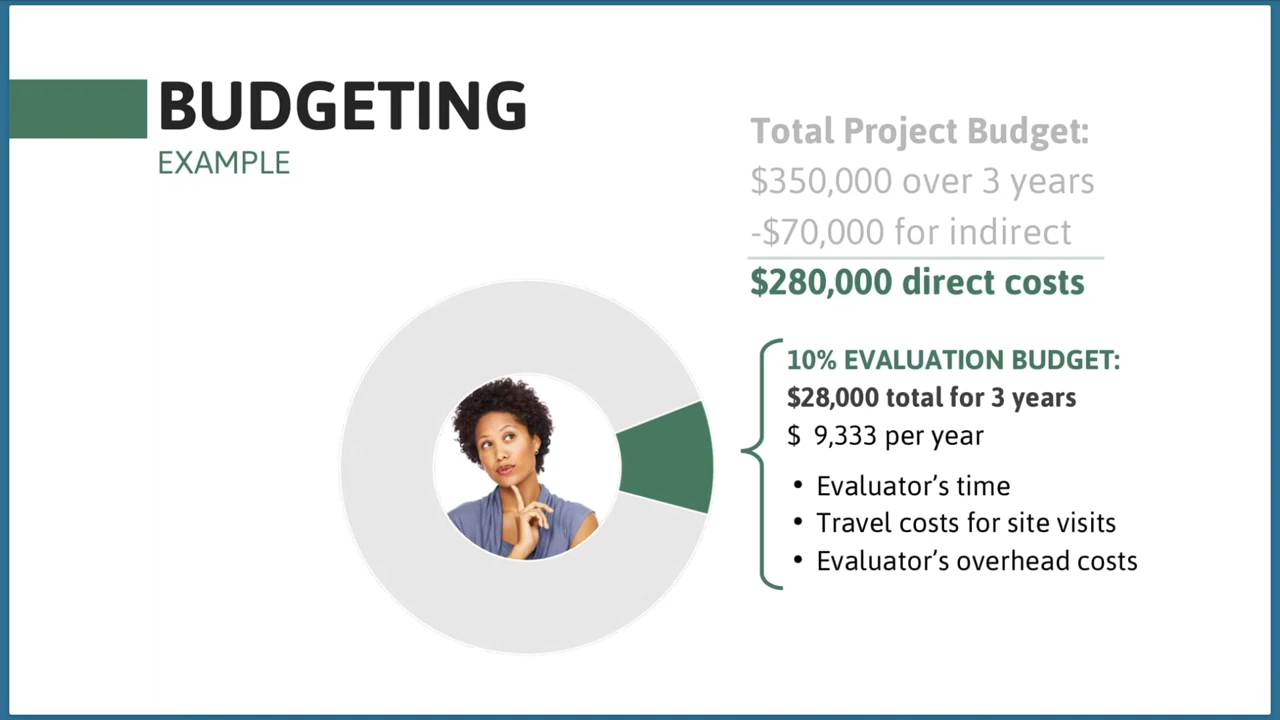 BUDGETING
EXAMPLE
Total Project Budget:
$350,000 over 3 years
-$70,000 for indirect
$280,000 direct costs
10% EVALUATION BUDGET:
$28,000 total for 3 years
$ 9,333 per year
• Evaluator’s time
• Travel costs for site visits
• Evaluator’s overhead costs